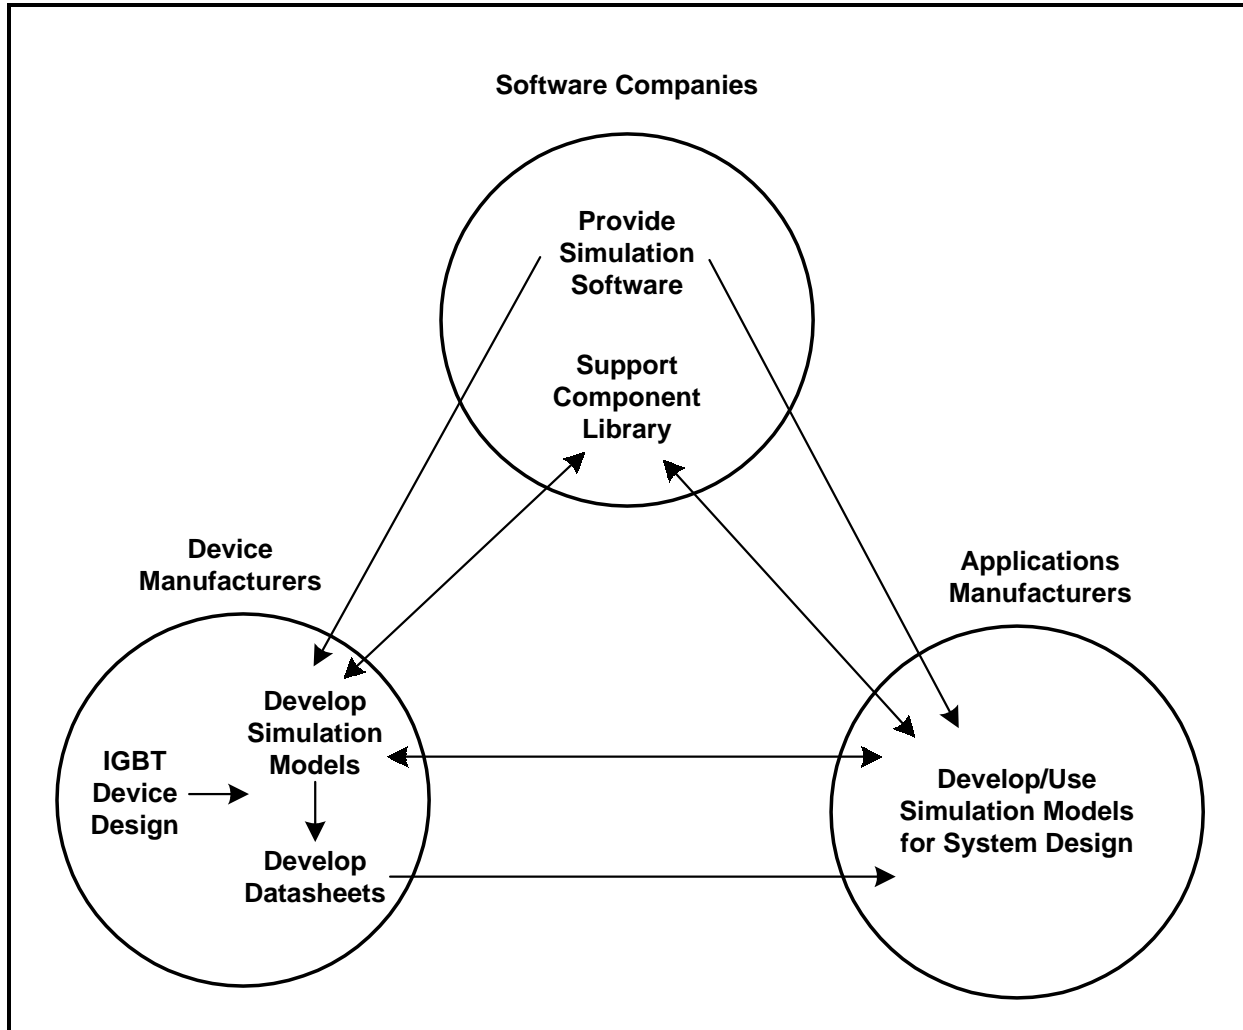 Software Companies
Provide
Simulation
Software
Support
Component
Library
Device
Manufacturers
Applications
Manufacturers
Develop
Simulation
Models
IGBT
Device
Design
Develop
Datasheets
Develop/Use
Simulation Models
for System Design